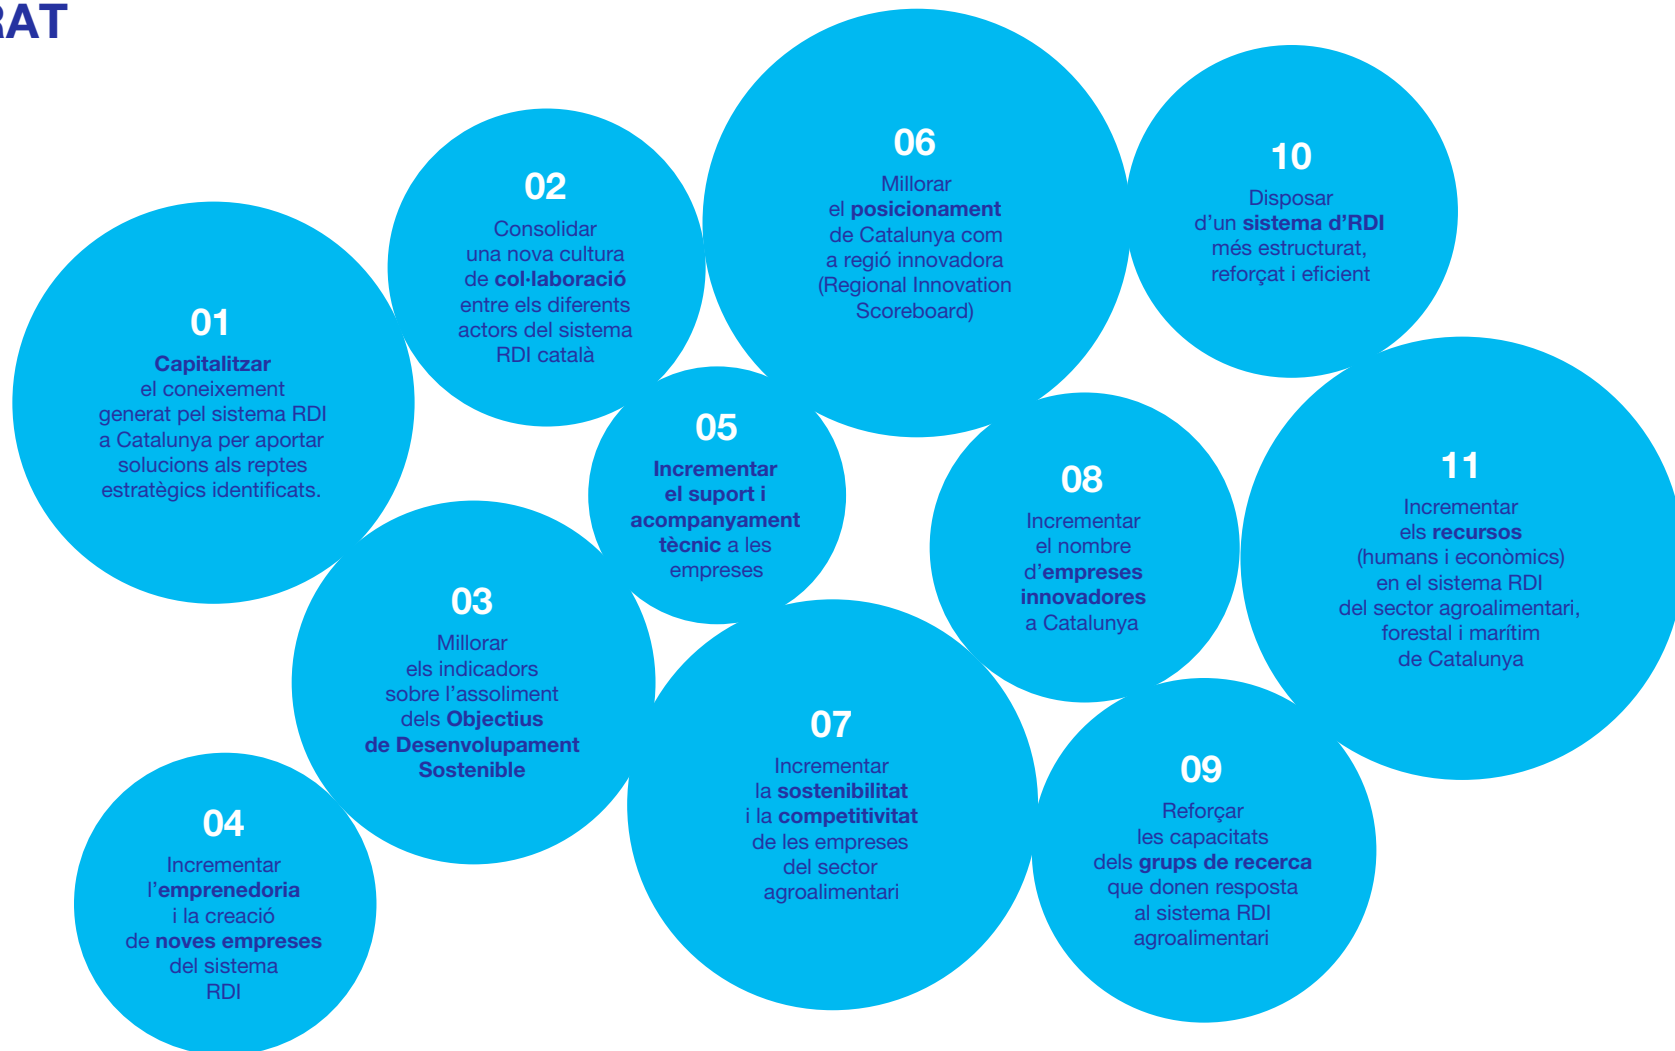 RAT
01
Capitalitzar
el coneixement
generat pel sistema RDI
a Catalunya per aportar
solucions als reptes
estratègics identificats.
02
Consolidar
una nova cultura
de col·laboració
entre els diferents
actors del sistema
RDI català
03
Millorar
els indicadors
sobre l'assoliment
dels Objectius
de Desenvolupament
Sostenible
04
Incrementar
l'emprenedoria
i la creació
de noves empreses
del sistema
RDI
05
Incrementar
el suport i
acompanyament
tècnic a les
empreses
06
Millorar
el posicionament
de Catalunya com
a regió innovadora
(Regional Innovation
Scoreboard)
07
Incrementar
la sostenibilitat
i la competitivitat
de les empreses
del sector
agroalimentari
08
Incrementar
el nombre
d'empreses
innovadores
a Catalunya
09
Reforçar
les capacitats
dels grups de recerca
que donen resposta
al sistema RDI
agroalimentari
10
Disposar
d'un sistema d'RDI
més estructurat,
reforçat i eficient
11
Incrementar
els recursos
(humans i econòmics)
en el sistema RDI
del sector agroalimentari,
forestal i marítim
de Catalunya